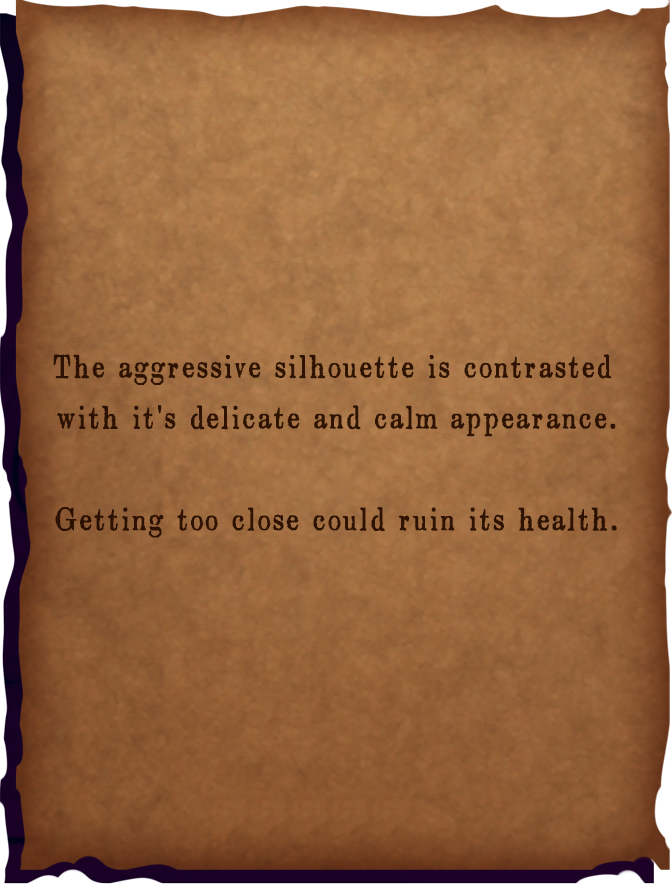 The aggressive silhouette is contrasted
with it's delicate and calm appearance.
Getting too close could ruin its health.